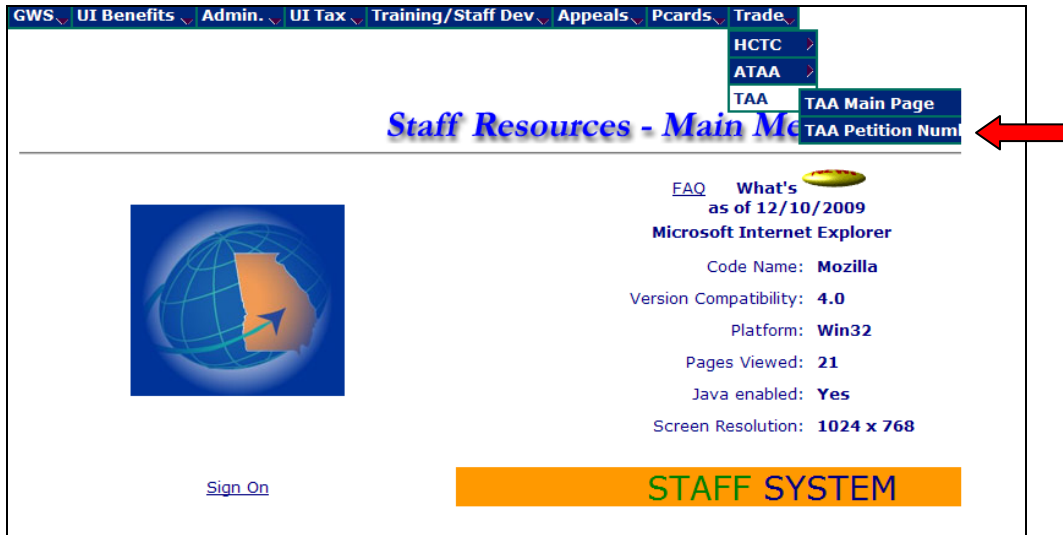 GWS UI Benefits Admin. UI Tax Training/Staff Dev Appeals Pcards Trade
HCTC
ATAA
TAA
TAA Main Page
Staff Resources - Main Me
TAA Petition Num
FAQ What's
as of 12/10/2009
Microsoft Internet Explorer
Code Name: Mozilla
Version Compatibility: 4.0
Platform: Win32
Pages Viewed: 21
Java enabled: Yes
Screen Resolution: 1024 x 768
Sign On
STAFF SYSTEM